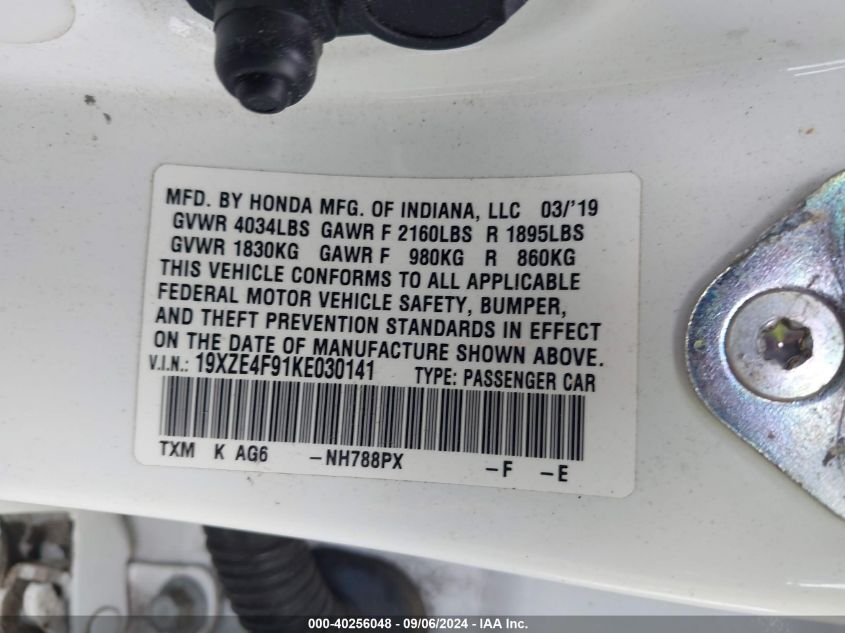 MFD. BY HONDA MFG. OF INDIANA, LLC 03/'19
GVWR 4034LBS GAWR F 2160LBS R 1895LBS
GVWR 1830KG GAWR F 980KG R 860KG
THIS VEHICLE CONFORMS TO ALL APPLICABLE
FEDERAL MOTOR VEHICLE SAFETY, BUMPER,
AND THEFT PREVENTION STANDARDS IN EFFECT
ON THE DATE OF MANUFACTURE SHOWN ABOVE.
V.I.N.: 19XZE4F91KE030141 TYPE: PASSENGER CAR
TXM K AG6 -NH788PX -F -E
000-40256048 - 09/06/2024 - IAA Inc.